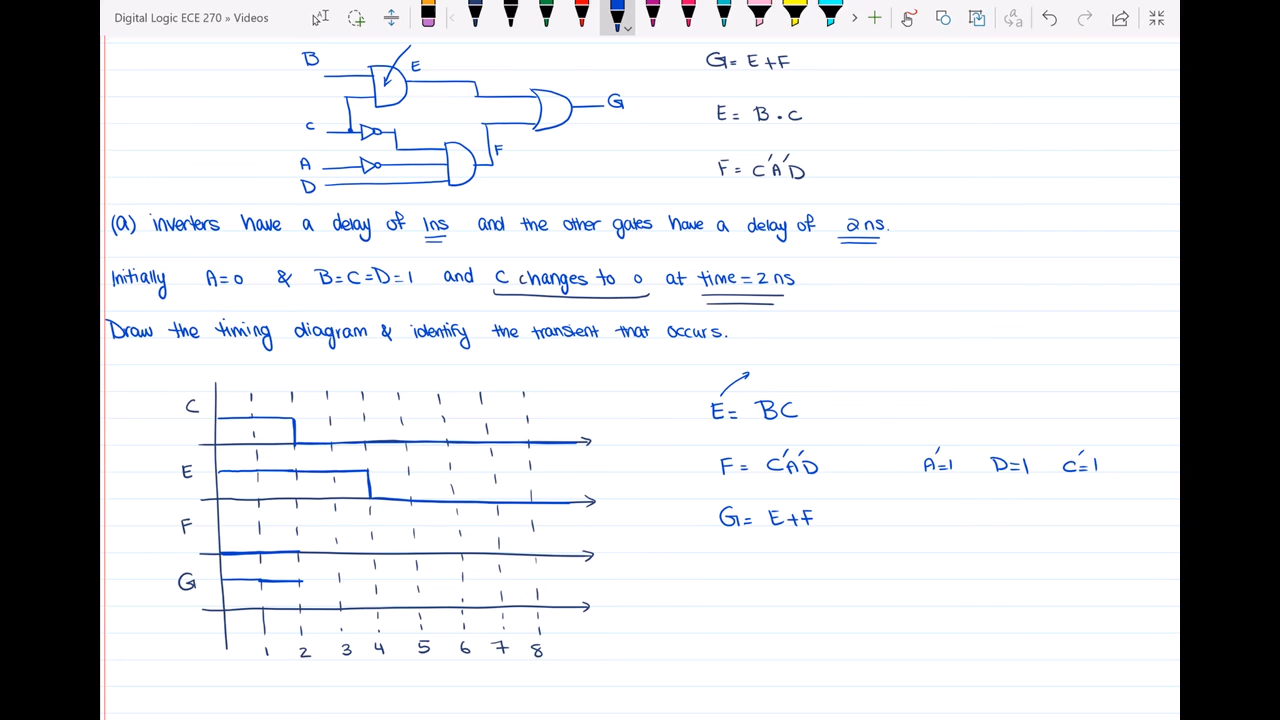 Digital Logic ECE 270 » Videos
B
E
G= E+F
G
E= B.C
C
F
A
F= C'A'D
D
(a) inverters have a delay of 1ns and the other gates have a delay of 2ns.
Initially A=0 & B=C=D=1 and C changes to 0 at time=2ns
Draw the timing diagram & identify the transient that occurs.
C
E= BC
E
F= C'A'D A'=1 D=1 C'=1
F
G= E+F
G
1 2 3 4 5 6 7 8